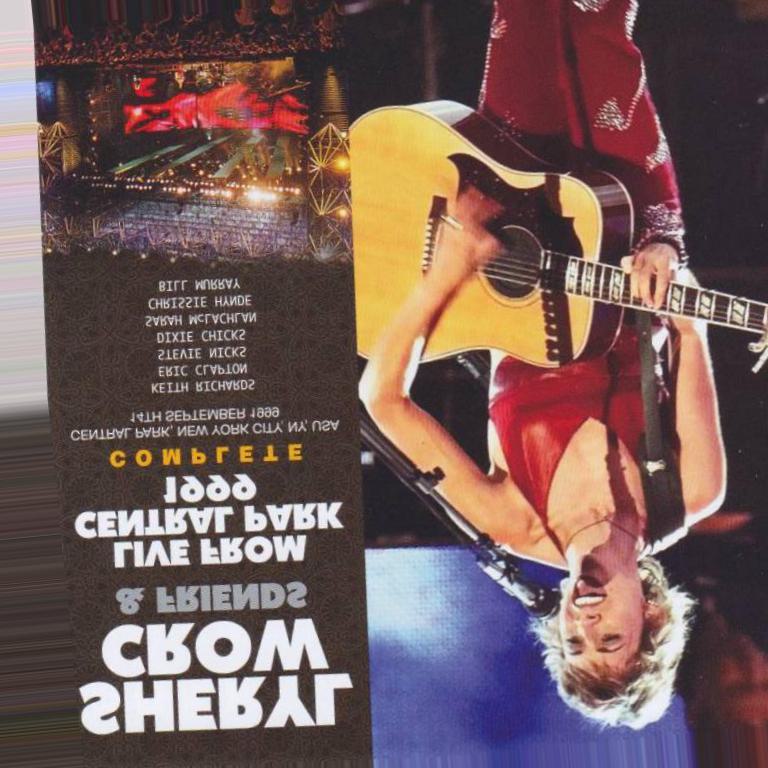 SHERYL
CROW
& FRIENDS
LIVE FROM
CENTRAL PARK
1999
COMPLETE
CENTRAL PARK, NEW YORK CITY, NY, USA
14TH SEPTEMBER 1999
KEITH RICHARDS
ERIC CLAPTON
STEVIE NICKS
DIXIE CHICKS
SARAH McLACHLAN
CHRISSIE HYNDE
BILL MURRAY